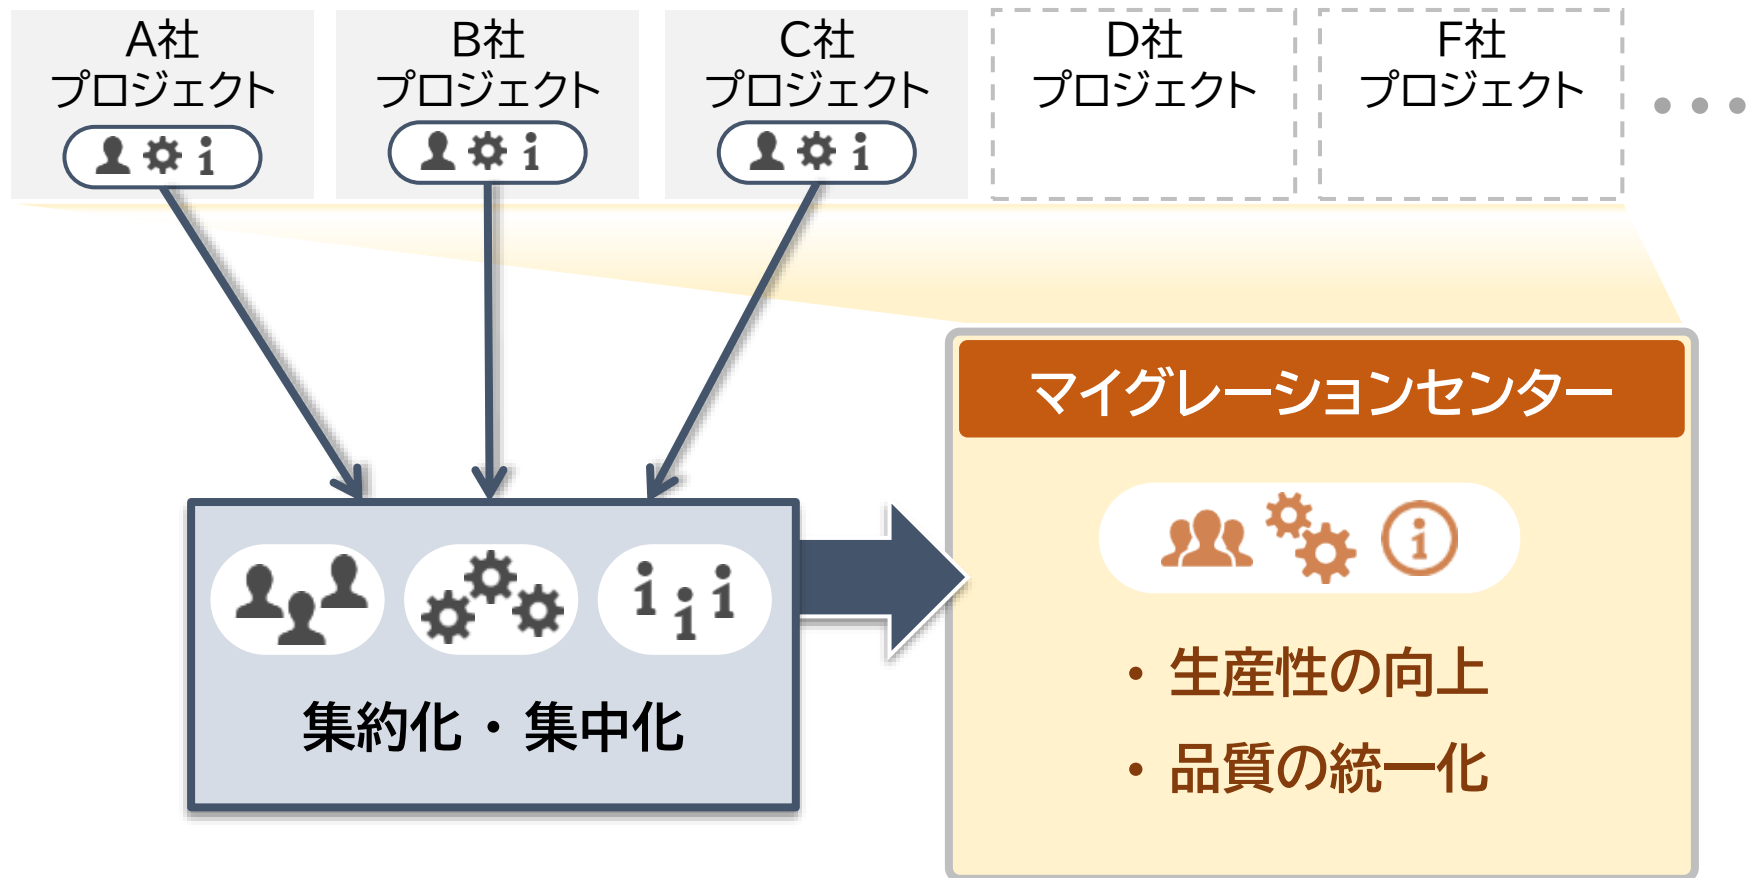 A社
プロジェクト
B社
プロジェクト
C社
プロジェクト
D社
プロジェクト
F社
プロジェクト
マイグレーションセンター
集約化・集中化
・生産性の向上
・品質の統一化